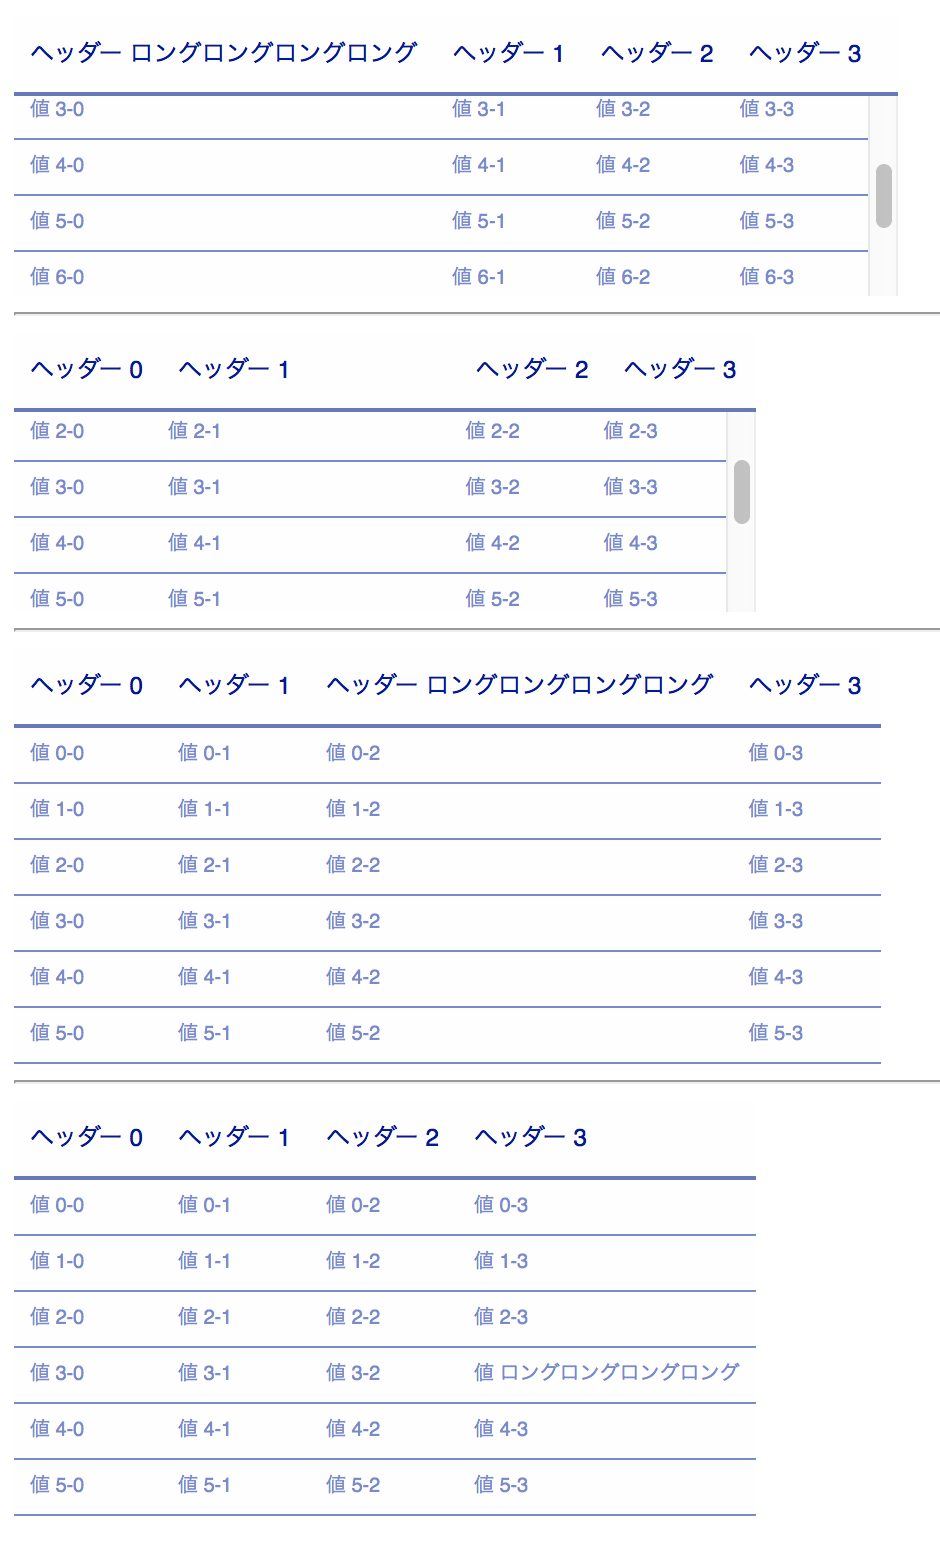 ヘッダー ロングロングロングロング ヘッダー 1 ヘッダー 2 ヘッダー 3
値 3-0 値 3-1 値 3-2 値 3-3
値 4-0 値 4-1 値 4-2 値 4-3
値 5-0 値 5-1 値 5-2 値 5-3
値 6-0 値 6-1 値 6-2 値 6-3
ヘッダー 0 ヘッダー 1 ヘッダー 2 ヘッダー 3
値 2-0 値 2-1 値 2-2 値 2-3
値 3-0 値 3-1 値 3-2 値 3-3
値 4-0 値 4-1 値 4-2 値 4-3
値 5-0 値 5-1 値 5-2 値 5-3
ヘッダー 0 ヘッダー 1 ヘッダー ロングロングロングロング ヘッダー 3
値 0-0 値 0-1 値 0-2 値 0-3
値 1-0 値 1-1 値 1-2 値 1-3
値 2-0 値 2-1 値 2-2 値 2-3
値 3-0 値 3-1 値 3-2 値 3-3
値 4-0 値 4-1 値 4-2 値 4-3
値 5-0 値 5-1 値 5-2 値 5-3
ヘッダー 0 ヘッダー 1 ヘッダー 2 ヘッダー 3
値 0-0 値 0-1 値 0-2 値 0-3
値 1-0 値 1-1 値 1-2 値 1-3
値 2-0 値 2-1 値 2-2 値 2-3
値 3-0 値 3-1 値 3-2 値 ロングロングロングロング
値 4-0 値 4-1 値 4-2 値 4-3
値 5-0 値 5-1 値 5-2 値 5-3